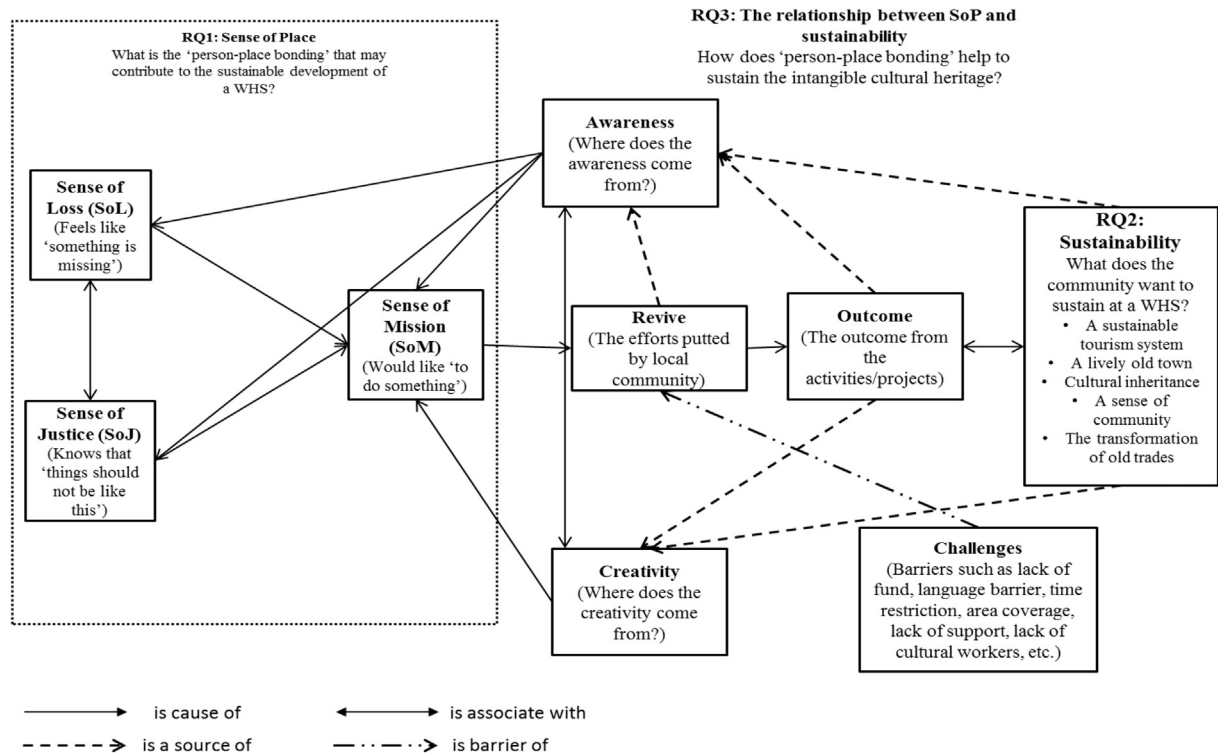 RQ1: Sense of Place
What is the ‘person-place bonding’ that may
contribute to the sustainable development of
a WHS?
RQ3: The relationship between SoP and
sustainability
How does ‘person-place bonding’ help to
sustain the intangible cultural heritage?
Awareness
(Where does the
awareness come
from?)
Sense of
Loss (SoL)
(Feels like
‘something is
missing’)
Sense of
Justice (SoJ)
(Knows that
‘things should
not be like
this’)
Sense of
Mission
(SoM)
(Would like ‘to
do something’)
Revive
(The efforts putted
by local
community)
Outcome
(The outcome from
the
activities/projects)
RQ2:
Sustainability
What does the
community want to
sustain at a WHS?
• A sustainable
tourism system
• A lively old town
• Cultural inheritance
• A sense of
community
• The transformation
of old trades
Creativity
(Where does the
creativity come
from?)
Challenges
(Barriers such as lack of
fund, language barrier, time
restriction, area coverage,
lack of support, lack of
cultural workers, etc.)
is cause of
is associate with
is a source of
is barrier of